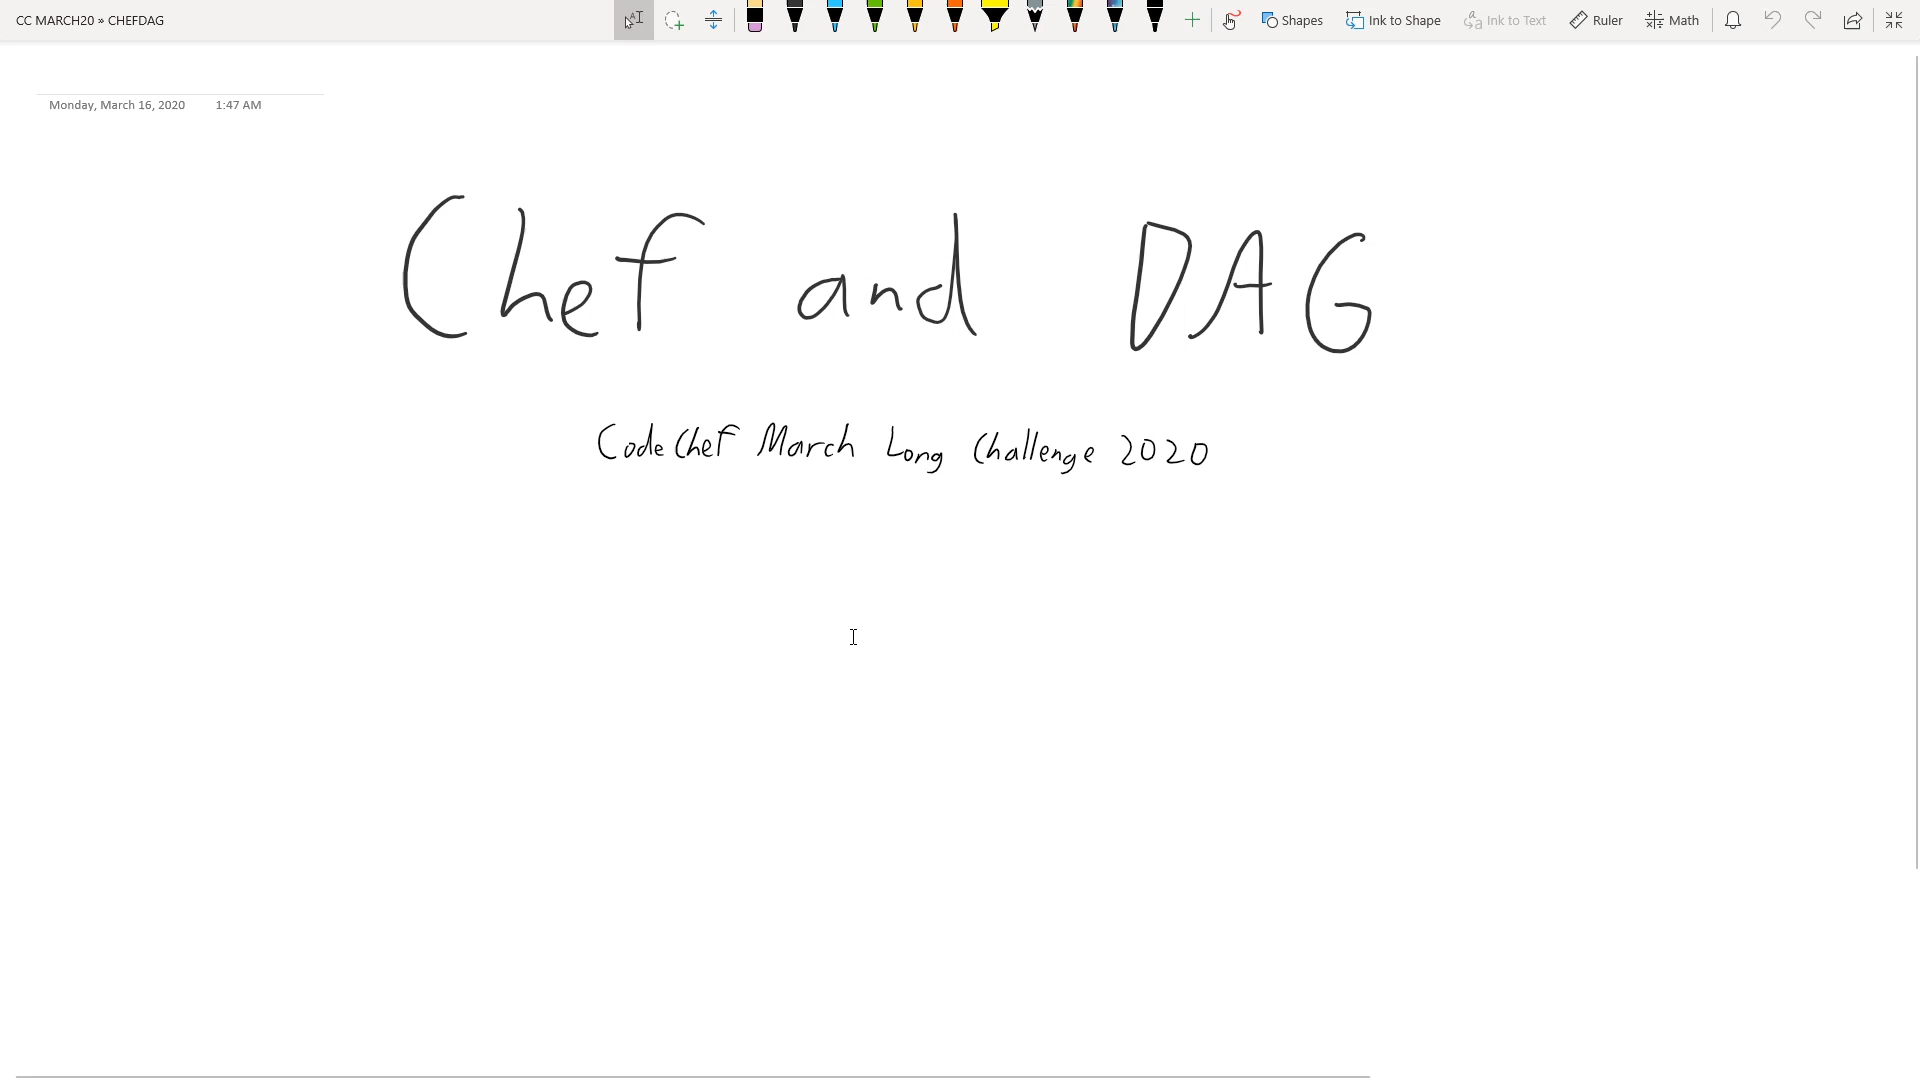 CC MARCH20 » CHEFDAG Shapes Ink to Shape Ink to Text Ruler Math
Monday, March 16, 2020 1:47 AM
Chef and DAG
CodeChef March Long Challenge 2020